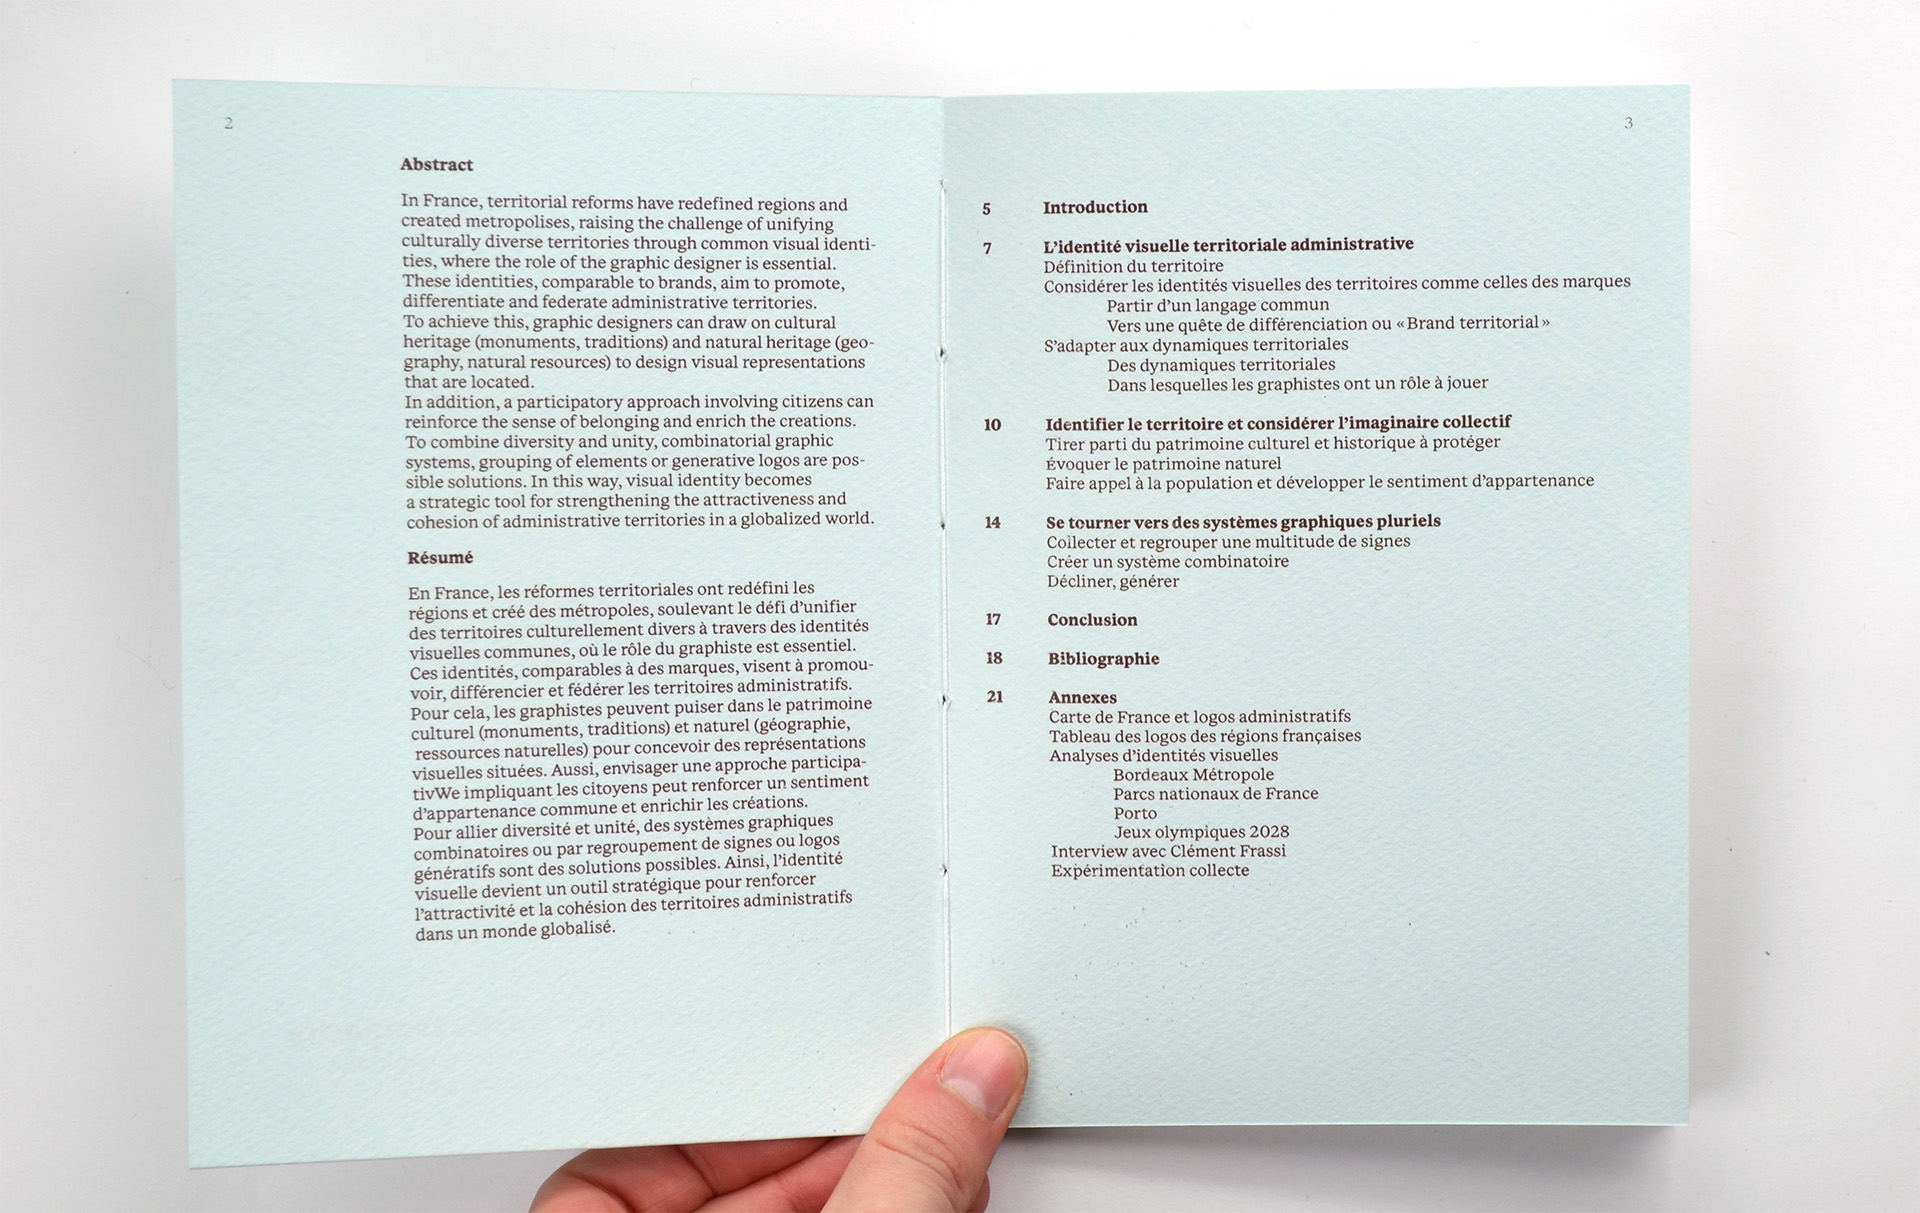 2
Abstract
In France, territorial reforms have redefined regions and
created metropolises, raising the challenge of unifying
culturally diverse territories through common visual identi-
ties, where the role of the graphic designer is essential.
These identities, comparable to brands, aim to promote,
differentiate and federate administrative territories.
To achieve this, graphic designers can draw on cultural
heritage (monuments, traditions) and natural heritage (geo-
graphy, natural resources) to design visual representations
that are located.
In addition, a participatory approach involving citizens can
reinforce the sense of belonging and enrich the creations.
To combine diversity and unity, combinatorial graphic
systems, grouping of elements or generative logos are pos-
sible solutions. In this way, visual identity becomes
a strategic tool for strengthening the attractiveness and
cohesion of administrative territories in a globalized world.
Résumé
En France, les réformes territoriales ont redéfini les
régions et créé des métropoles, soulevant le défi d’unifier
des territoires culturellement divers à travers des identités
visuelles communes, où le rôle du graphiste est essentiel.
Ces identités, comparables à des marques, visent à promou-
voir, différencier et fédérer les territoires administratifs.
Pour cela, les graphistes peuvent puiser dans le patrimoine
culturel (monuments, traditions) et naturel (géographie,
ressources naturelles) pour concevoir des représentations
visuelles situées. Aussi, envisager une approche participa-
tivWe impliquant les citoyens peut renforcer un sentiment
d’appartenance commune et enrichir les créations.
Pour allier diversité et unité, des systèmes graphiques
combinatoires ou par regroupement de signes ou logos
génératifs sont des solutions possibles. Ainsi, l’identité
visuelle devient un outil stratégique pour renforcer
l’attractivité et la cohésion des territoires administratifs
dans un monde globalisé.
3
5 Introduction
7 L’identité visuelle territoriale administrative
Définition du territoire
Considérer les identités visuelles des territoires comme celles des marques
Partir d’un langage commun
Vers une quête de différenciation ou «Brand territorial»
S’adapter aux dynamiques territoriales
Des dynamiques territoriales
Dans lesquelles les graphistes ont un rôle à jouer
10 Identifier le territoire et considérer l’imaginaire collectif
Tirer parti du patrimoine culturel et historique à protéger
Évoquer le patrimoine naturel
Faire appel à la population et développer le sentiment d’appartenance
14 Se tourner vers des systèmes graphiques pluriels
Collecter et regrouper une multitude de signes
Créer un système combinatoire
Décliner, générer
17 Conclusion
18 Bibliographie
21 Annexes
Carte de France et logos administratifs
Tableau des logos des régions françaises
Analyses d’identités visuelles
Bordeaux Métropole
Parcs nationaux de France
Porto
Jeux olympiques 2028
Interview avec Clément Frassi
Expérimentation collecte